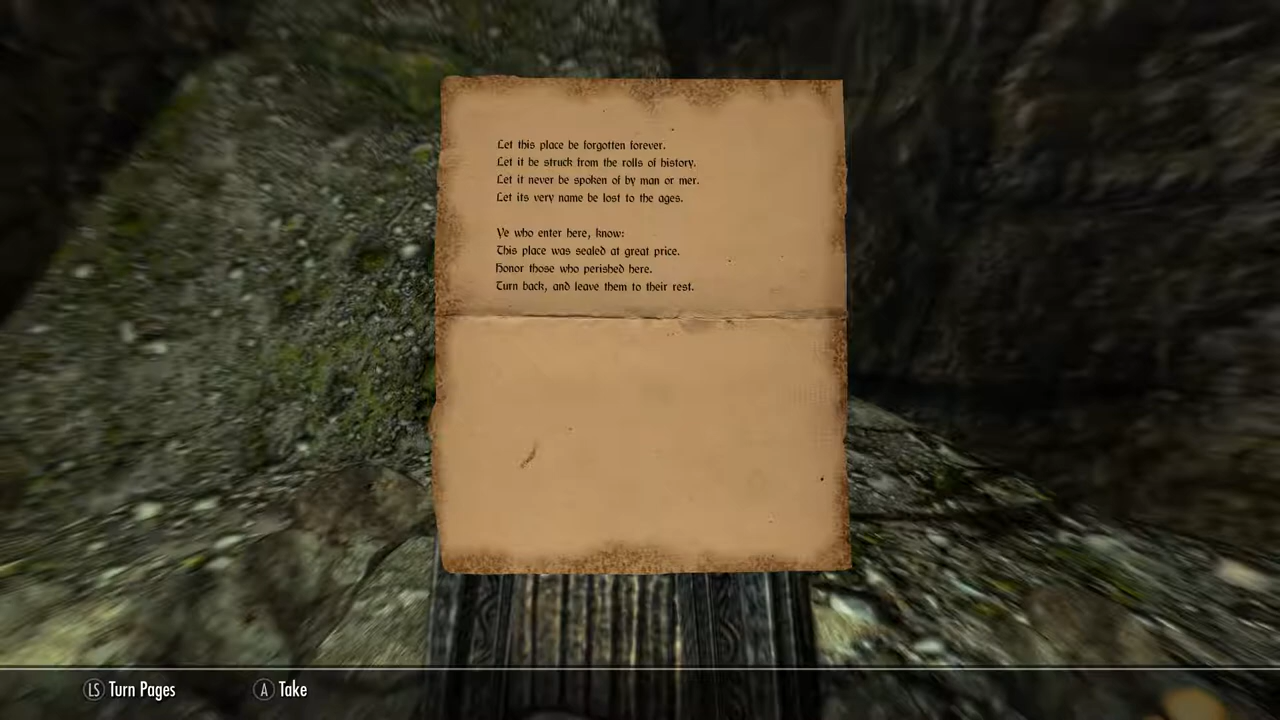 Let this place be forgotten forever.
Let it be struck from the rolls of history.
Let it never be spoken of by man or mer.
Let its very name be lost to the ages.
Ye who enter here, know:
This place was sealed at great price.
Honor those who perished here.
Turn back, and leave them to their rest.
LS Turn Pages
A Take